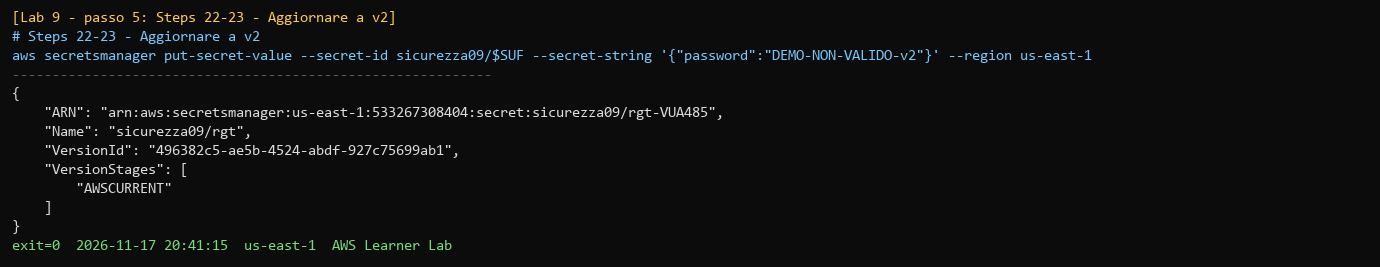 [Lab 9 - passo 5: Steps 22-23 - Aggiornare a v2]
# Steps 22-23 - Aggiornare a v2
aws secretsmanager put-secret-value --secret-id sicurezza09/$SUF --secret-string '{"password":"DEMO-NON-VALIDO-v2"}' --region us-east-1
------------------------------------------------------------
{
    "ARN": "arn:aws:secretsmanager:us-east-1:533267308404:secret:sicurezza09/rgt-VUA485",
    "Name": "sicurezza09/rgt",
    "VersionId": "496382c5-ae5b-4524-abdf-927c75699ab1",
    "VersionStages": [
        "AWSCURRENT"
    ]
}
exit=0  2026-11-17 20:41:15  us-east-1  AWS Learner Lab